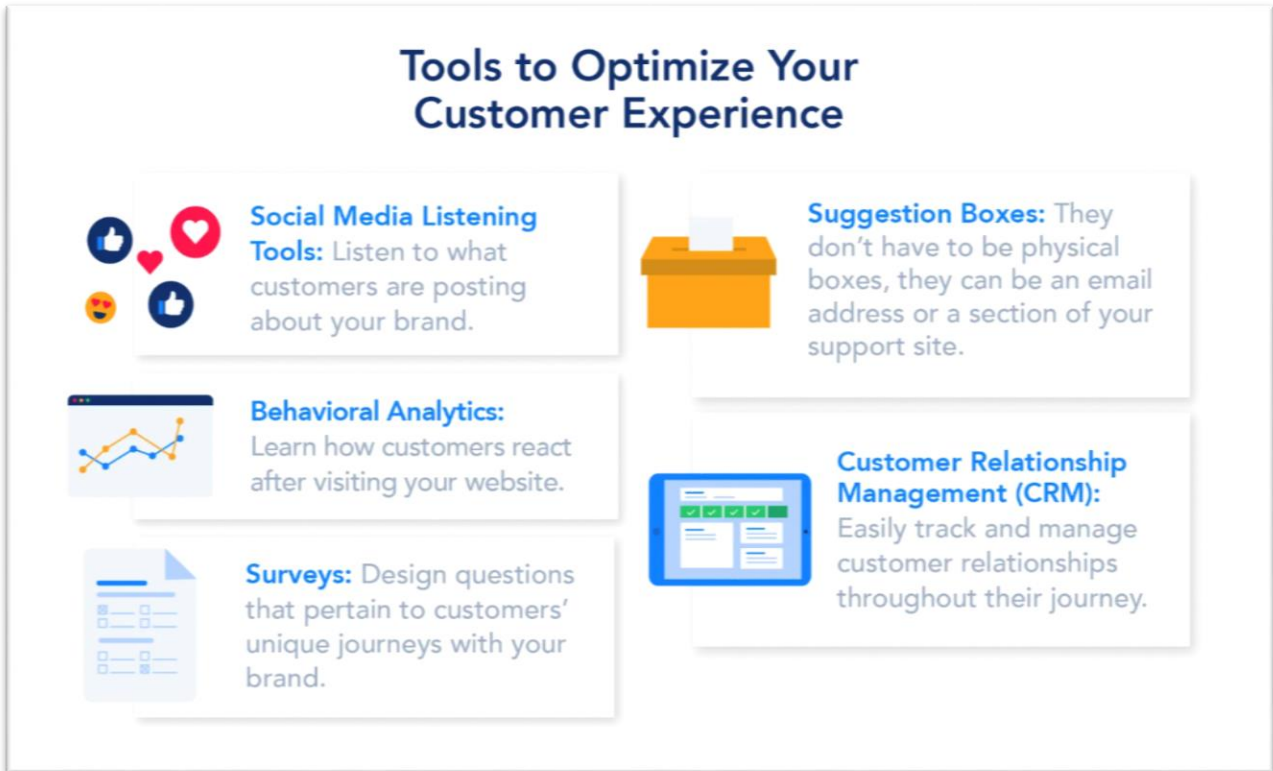 Tools to Optimize Your
Customer Experience
Social Media Listening
Tools: Listen to what
customers are posting
about your brand.
Behavioral Analytics:
Learn how customers react
after visiting your website.
Surveys: Design questions
that pertain to customers’
unique journeys with your
brand.
Suggestion Boxes: They
don’t have to be physical
boxes, they can be an email
address or a section of your
support site.
Customer Relationship
Management (CRM):
Easily track and manage
customer relationships
throughout their journey.